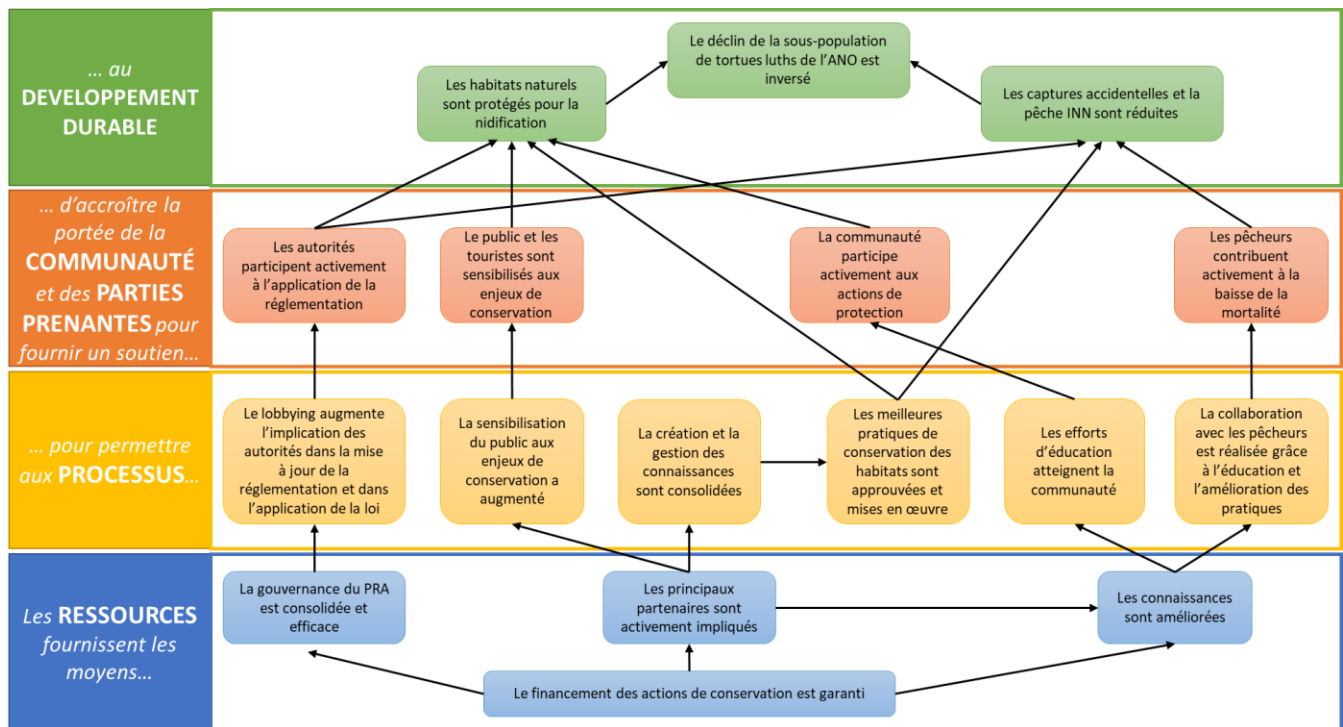 … au
DEVELOPPEMENT
DURABLE
Le déclin de la sous-population
de tortues luths de l'ANO est
inversé
Les habitats naturels
sont protégés pour la
nidification
Les captures accidentelles et la
pêche INN sont réduites
… d'accroître la
portée de la
COMMUNAUTÉ
et des PARTIES
PRENANTES pour
fournir un soutien…
Les autorités
participent activement
à l'application de la
réglementation
Le public et les
touristes sont
sensibilisés aux
enjeux de
conservation
La communauté
participe
activement aux
actions de
protection
Les pêcheurs
contribuent
activement à la
baisse de la
mortalité
… pour permettre
aux PROCESSUS…
Le lobbying augmente
l'implication des
autorités dans la mise
à jour de la
réglementation et dans
l'application de la loi
La sensibilisation
du public aux
enjeux de
conservation a
augmenté
La création et la
gestion des
connaissances
sont consolidées
Les meilleures
pratiques de
conservation des
habitats sont
approuvées et
mises en œuvre
Les efforts
d'éducation
atteignent la
communauté
La collaboration
avec les pêcheurs
est réalisée grâce
à l'éducation et
l'amélioration des
pratiques
Les RESSOURCES
fournissent les
moyens…
La gouvernance du PRA
est consolidée et
efficace
Les principaux
partenaires sont
activement impliqués
Les connaissances
sont améliorées
Le financement des actions de conservation est garanti